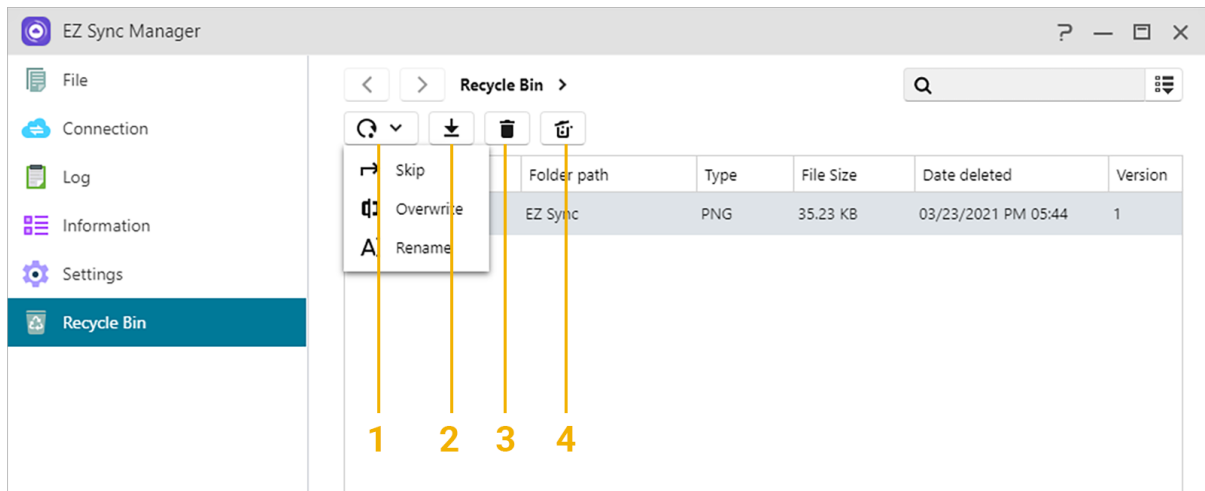 EZ Sync Manager
File
Connection
Log
Information
Settings
Recycle Bin
Recycle Bin
Skip
Overwrite
Rename
Folder path Type File Size Date deleted Version
EZ Sync PNG 35.23 KB 03/23/2021 PM 05:44 1
1 2 3 4